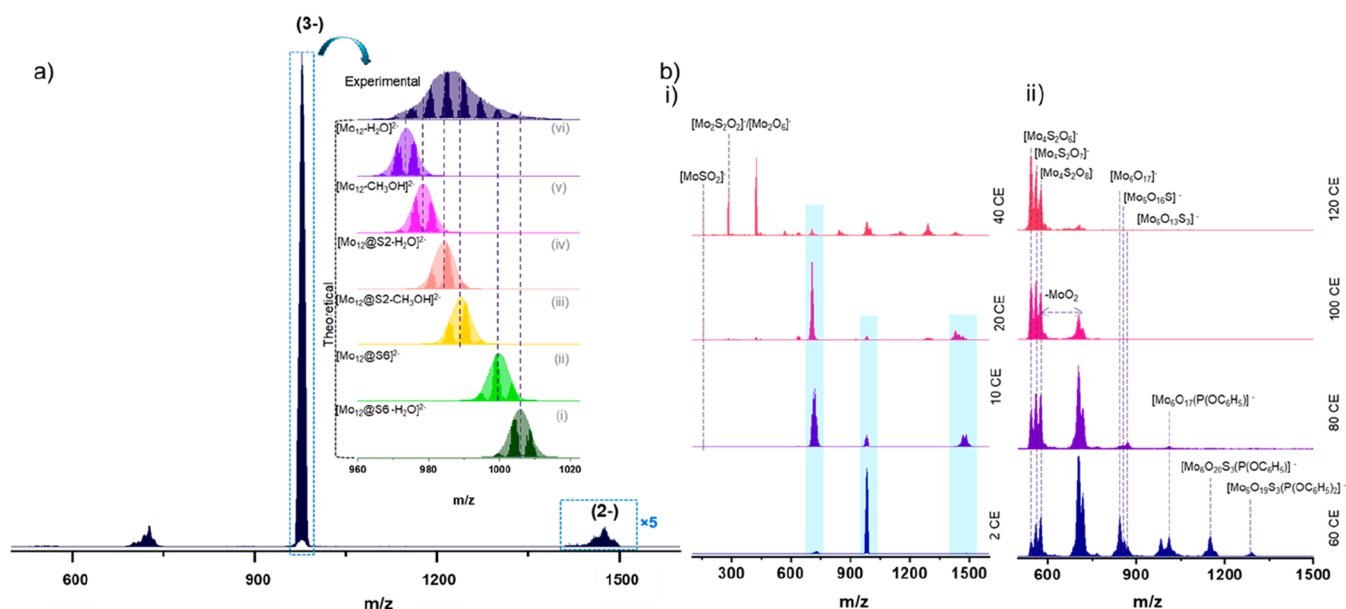 a)
(3-)
Experimental
Theoretical
[Mo₁₂-H₂O]²⁻
(vi)
[Mo₁₂-CH₃OH]²⁻
(v)
[Mo₁₂@S2-H₂O]²⁻
(iv)
[Mo₁₂@S2-CH₃OH]²⁻
(iii)
[Mo₁₂@S6]²⁻
(ii)
[Mo₁₂@S6-H₂O]²⁻
(i)
960 980 1000 1020
m/z
(2-)
×5
600 900 1200 1500
m/z
b)
i)
[Mo₂S₂O₂]⁻/[Mo₂O₆]⁻
[MoSO₂]⁻
40 CE
20 CE
10 CE
2 CE
300 600 900 1200 1500
m/z
ii)
[Mo₄S₂O₆]⁻
[Mo₄S₂O₇]⁻
[Mo₄S₂O₈]⁻
[Mo₆O₁₇]⁻
[Mo₆O₁₆S]⁻
[Mo₆O₁₃S₃]⁻
120 CE
-MoO₂
100 CE
[Mo₆O₁₇(P(OC₆H₅)]⁻
80 CE
[Mo₆O₂₀S₃(P(OC₆H₅)]⁻
[Mo₆O₁₉S₃(P(OC₆H₅)₂]⁻
60 CE
600 900 1200 1500
m/z